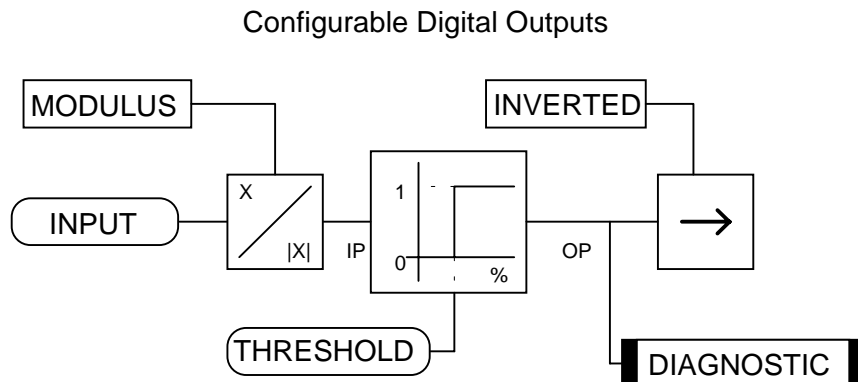 Configurable Digital Outputs
MODULUS
INVERTED
X
1
INPUT
|X|
IP
0
%
OP
THRESHOLD
DIAGNOSTIC